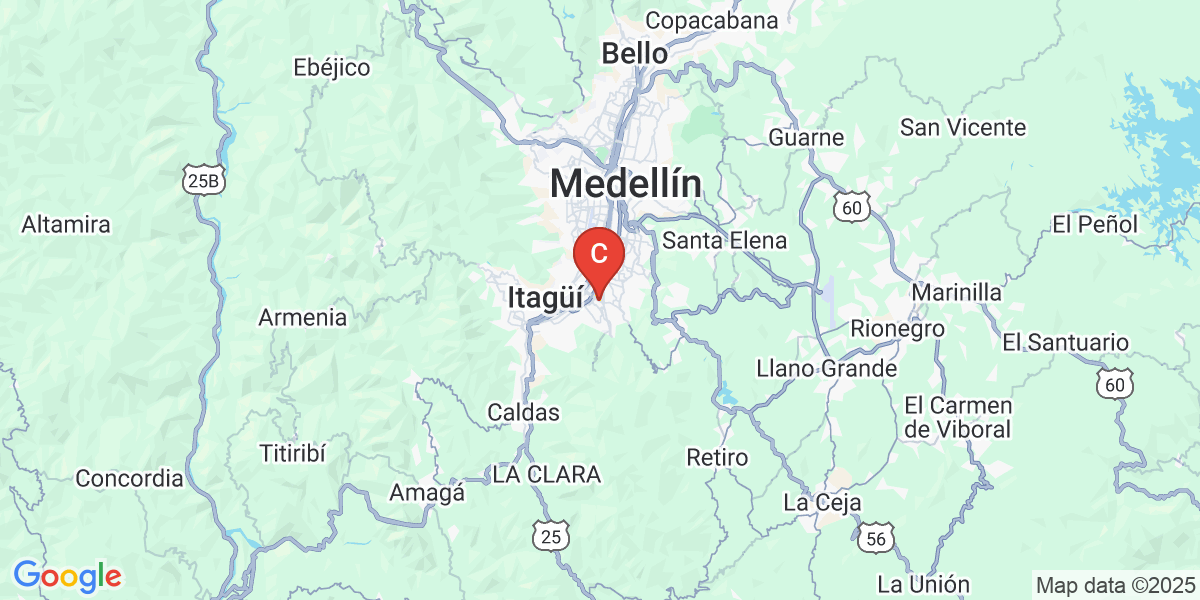 Copacabana
Bello
Ebéjico
Guarne
San Vicente
25B
Medellín
60
Altamira
El Peñol
Santa Elena
C
Itagüí
Marinilla
Armenia
Rionegro
El Santuario
Llano Grande
60
Caldas
El Carmen
de Viboral
Titiribí
Retiro
Concordia
LA CLARA
Amagá
La Ceja
25
56
Google
La Unión
Map data ©2025